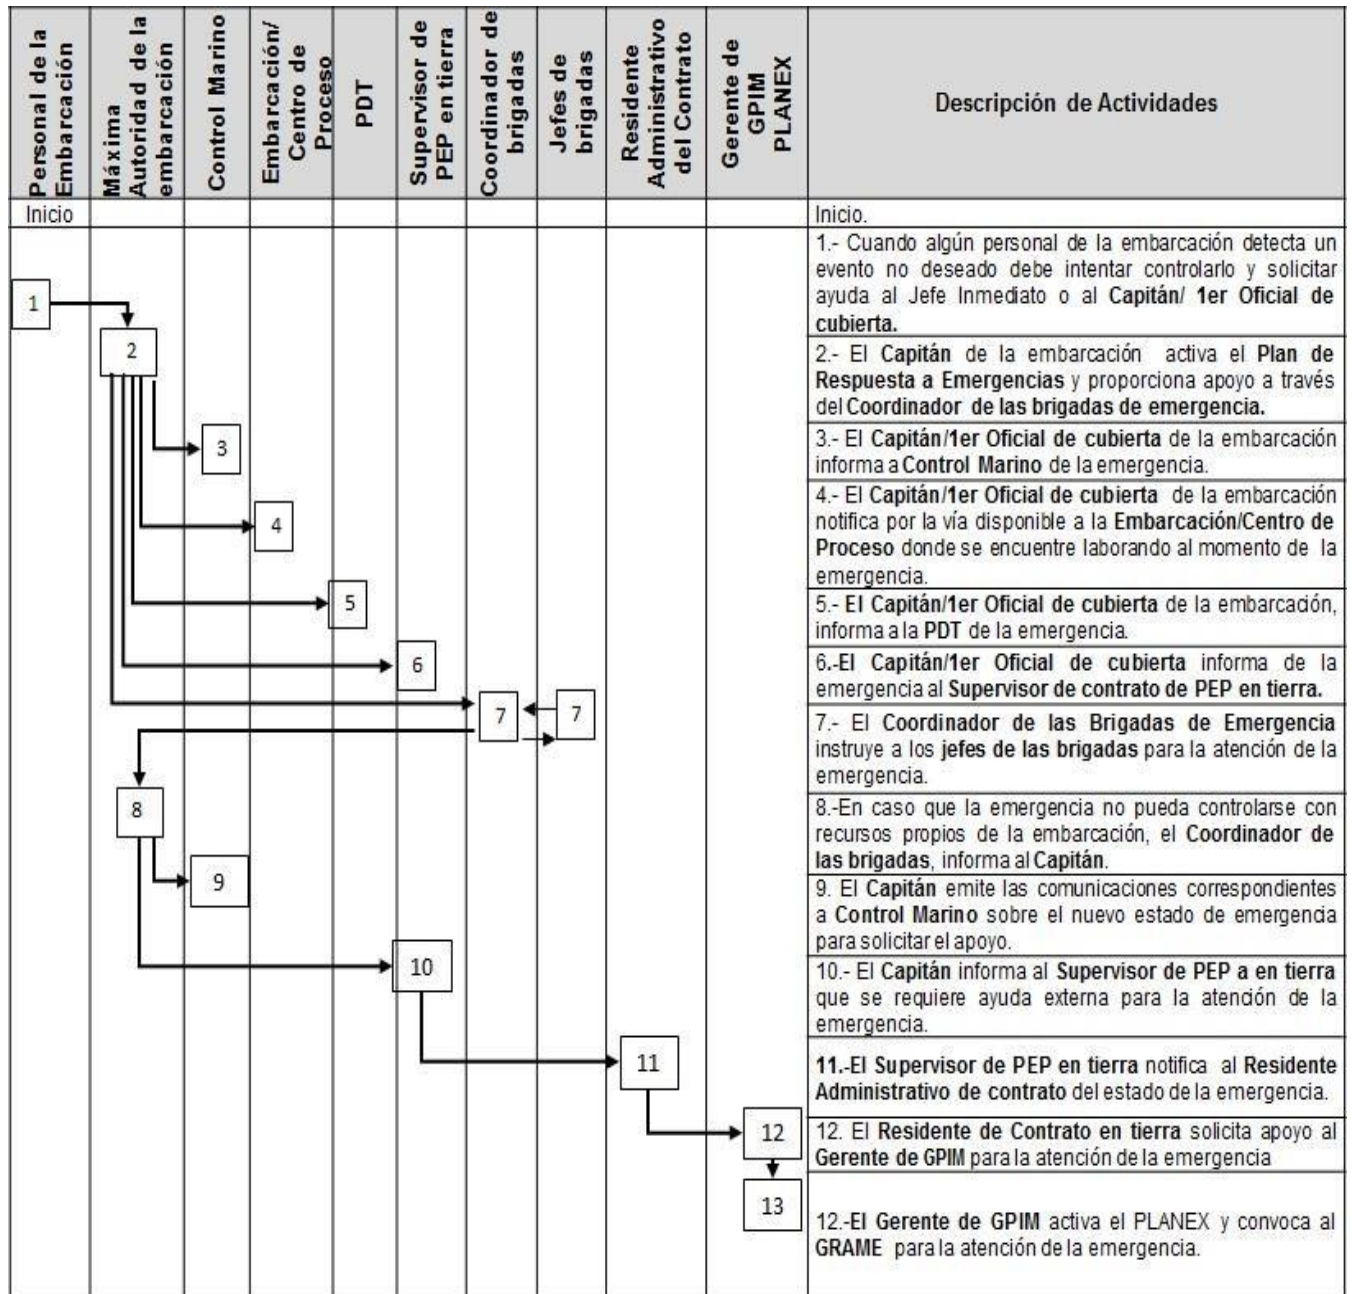 Personal de la
Embarcación
Máxima
Autoridad de la
embarcación
Control Marino
Embarcación/
Centro de
Proceso
PDT
Supervisor de
PEP en tierra
Coordinador de
brigadas
Jefes de
brigadas
Residente
Administrativo
del Contrato
Gerente de
GPIM
PLANEX
Descripción de Actividades
Inicio
Inicio.
1
1.- Cuando algún personal de la embarcación detecta un
evento no deseado debe intentar controlarlo y solicitar
ayuda al Jefe Inmediato o al Capitán/ 1er Oficial de
cubierta.
2
2.- El Capitán de la embarcación activa el Plan de
Respuesta a Emergencias y proporciona apoyo a través
del Coordinador de las brigadas de emergencia.
3
3.- El Capitán/1er Oficial de cubierta de la embarcación
informa a Control Marino de la emergencia.
4
4.- El Capitán/1er Oficial de cubierta de la embarcación
notifica por la vía disponible a la Embarcación/Centro de
Proceso donde se encuentre laborando al momento de la
emergencia.
5
5.- El Capitán/1er Oficial de cubierta de la embarcación,
informa a la PDT de la emergencia.
6
6.-El Capitán/1er Oficial de cubierta informa de la
emergencia al Supervisor de contrato de PEP en tierra.
7
7
7.- El Coordinador de las Brigadas de Emergencia
instruye a los jefes de las brigadas para la atención de la
emergencia.
8
8.-En caso que la emergencia no pueda controlarse con
recursos propios de la embarcación, el Coordinador de
las brigadas, informa al Capitán.
9
9. El Capitán emite las comunicaciones correspondientes
a Control Marino sobre el nuevo estado de emergencia
para solicitar el apoyo.
10
10.- El Capitán informa al Supervisor de PEP a en tierra
que se requiere ayuda externa para la atención de la
emergencia.
11
11.-El Supervisor de PEP en tierra notifica al Residente
Administrativo de contrato del estado de la emergencia.
12
12. El Residente de Contrato en tierra solicita apoyo al
Gerente de GPIM para la atención de la emergencia
13
12.-El Gerente de GPIM activa el PLANEX y convoca al
GRAME para la atención de la emergencia.